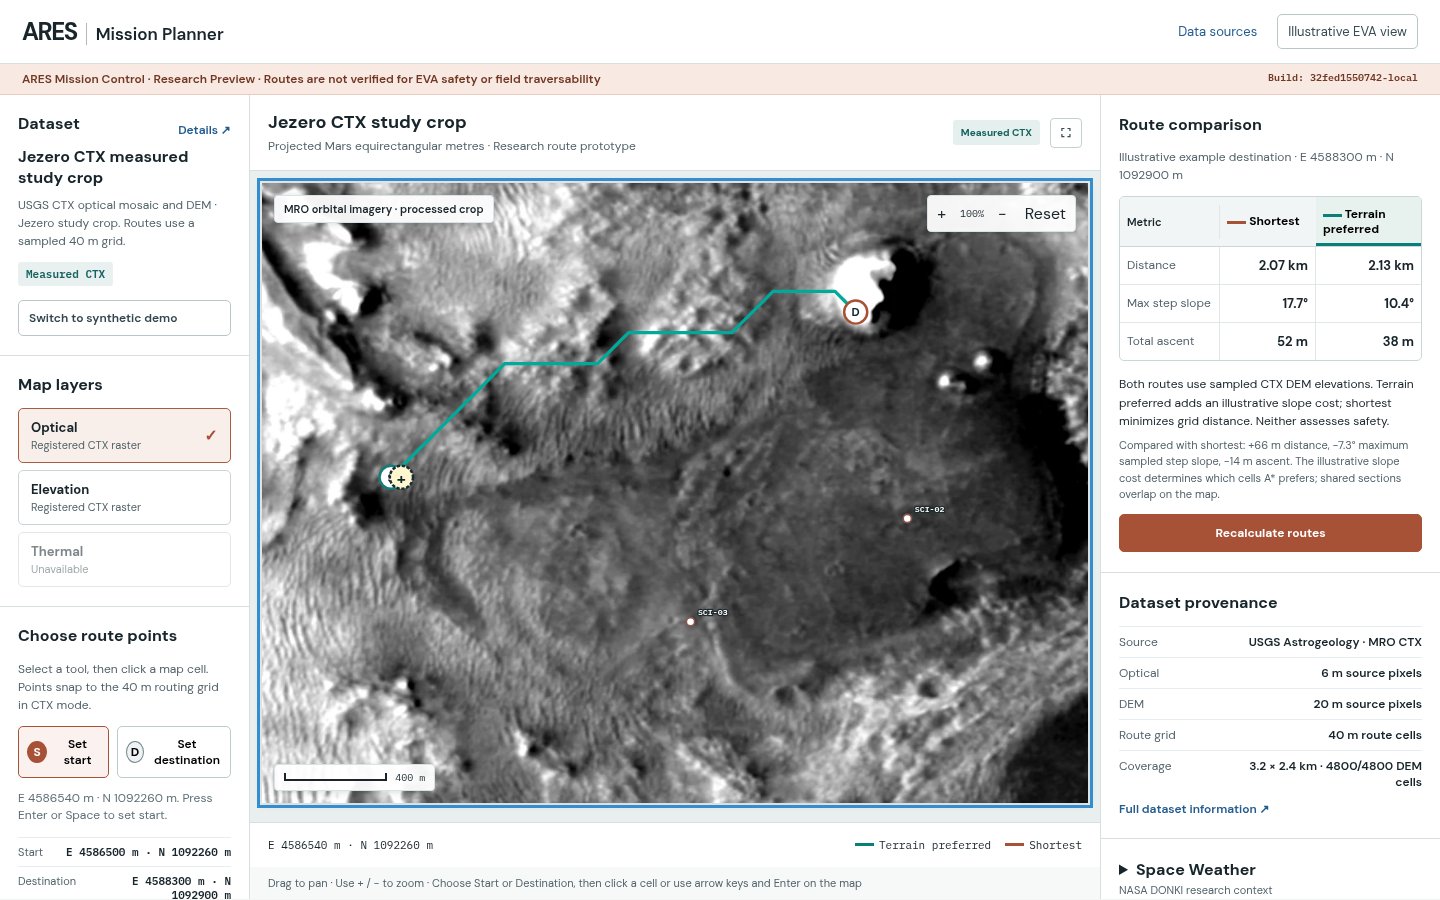 ARES Mission Planner
Data sources
Illustrative EVA view
ARES Mission Control · Research Preview · Routes are not verified for EVA safety or field traversability
Build: 32fed1550742-local
Dataset
Details ↗
Jezero CTX measured
study crop
USGS CTX optical mosaic and DEM ·
Jezero study crop. Routes use a
sampled 40 m grid.
Measured CTX
Switch to synthetic demo
Map layers
Optical
Registered CTX raster
✓
Elevation
Registered CTX raster
Thermal
Unavailable
Choose route points
Select a tool, then click a map cell.
Points snap to the 40 m routing grid
in CTX mode.
S Set
start
D Set
destination
E 4586540 m · N 1092260 m. Press
Enter or Space to set start.
Start E 4586500 m · N 1092260 m
Destination E 4588300 m · N
1092900 m
Jezero CTX study crop
Projected Mars equirectangular metres · Research route prototype
Measured CTX
MRO orbital imagery · processed crop
+ 100% − Reset
D
+
SCI-02
SCI-03
400 m
E 4586540 m · N 1092260 m
Terrain preferred
Shortest
Drag to pan · Use + / − to zoom · Choose Start or Destination, then click a cell or use arrow keys and Enter on the map
Route comparison
Illustrative example destination · E 4588300 m · N
1092900 m
Metric Shortest Terrain
preferred
Distance 2.07 km 2.13 km
Max step slope 17.7° 10.4°
Total ascent 52 m 38 m
Both routes use sampled CTX DEM elevations. Terrain
preferred adds an illustrative slope cost; shortest
minimizes grid distance. Neither assesses safety.
Compared with shortest: +66 m distance, -7.3° maximum
sampled step slope, -14 m ascent. The illustrative slope
cost determines which cells A* prefers; shared sections
overlap on the map.
Recalculate routes
Dataset provenance
Source USGS Astrogeology · MRO CTX
Optical 6 m source pixels
DEM 20 m source pixels
Route grid 40 m route cells
Coverage 3.2 × 2.4 km · 4800/4800 DEM
cells
Full dataset information ↗
▶ Space Weather
NASA DONKI research context